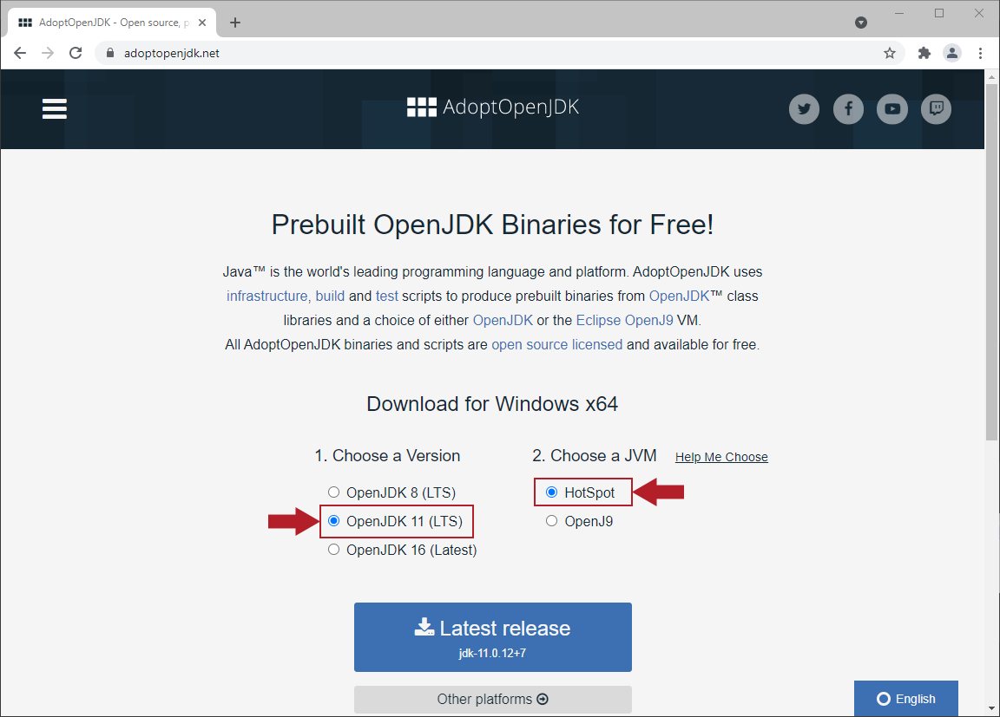 AdoptOpenJDK - Open source, p
adoptopenjdk.net
AdoptOpenJDK
Prebuilt OpenJDK Binaries for Free!
Java™ is the world's leading programming language and platform. AdoptOpenJDK uses
infrastructure, build and test scripts to produce prebuilt binaries from OpenJDK™ class
libraries and a choice of either OpenJDK or the Eclipse OpenJ9 VM.
All AdoptOpenJDK binaries and scripts are open source licensed and available for free.
Download for Windows x64
1. Choose a Version
OpenJDK 8 (LTS)
OpenJDK 11 (LTS)
OpenJDK 16 (Latest)
2. Choose a JVM Help Me Choose
HotSpot
OpenJ9
Latest release
jdk-11.0.12+7
Other platforms
English